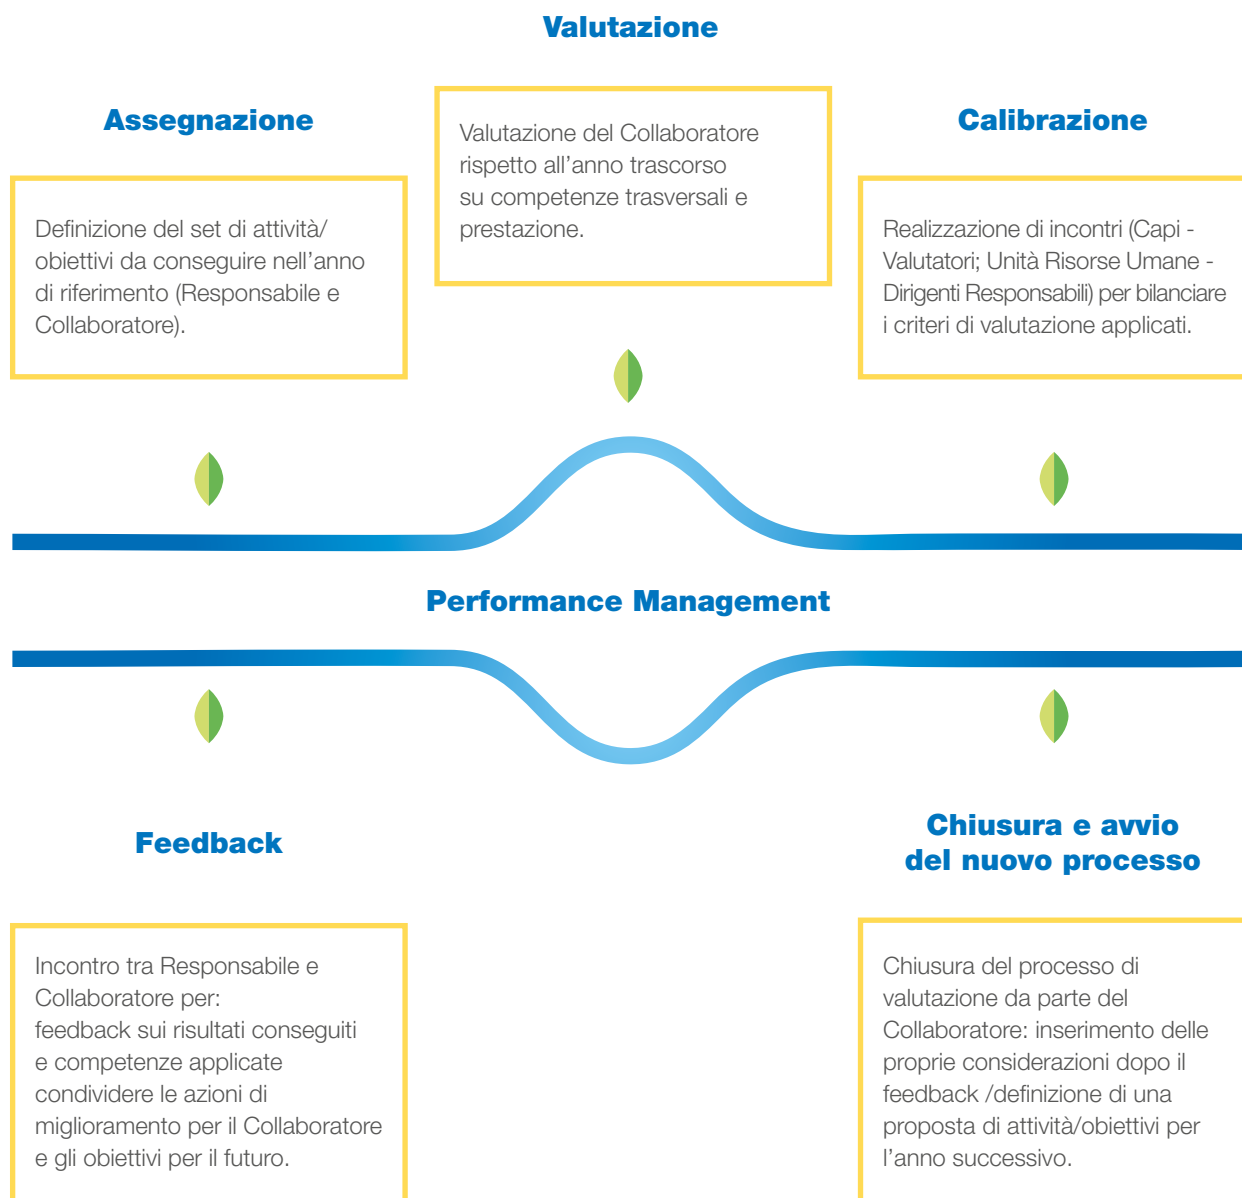 Valutazione
Assegnazione
Valutazione del Collaboratore
rispetto all’anno trascorso
su competenze trasversali e
prestazione.
Calibrazione
Definizione del set di attività/
obiettivi da conseguire nell’anno
di riferimento (Responsabile e
Collaboratore).
Realizzazione di incontri (Capi -
Valutatori; Unità Risorse Umane -
Dirigenti Responsabili) per bilanciare
i criteri di valutazione applicati.
Performance Management
Feedback
Chiusura e avvio
del nuovo processo
Incontro tra Responsabile e
Collaboratore per:
feedback sui risultati conseguiti
e competenze applicate
condividere le azioni di
miglioramento per il Collaboratore
e gli obiettivi per il futuro.
Chiusura del processo di
valutazione da parte del
Collaboratore: inserimento delle
proprie considerazioni dopo il
feedback /definizione di una
proposta di attività/obiettivi per
l’anno successivo.